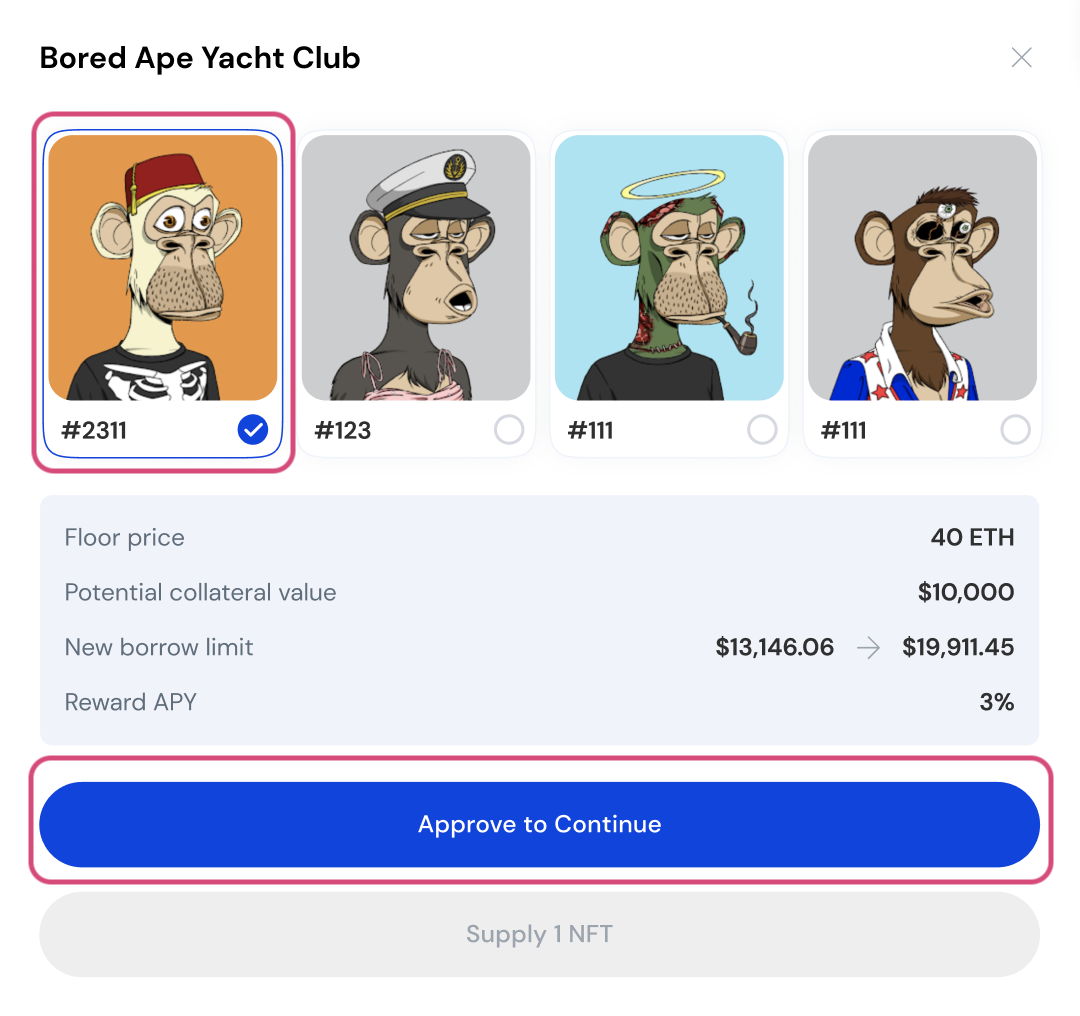 Bored Ape Yacht Club
#2311 #123 #111 #111
Floor price 40 ETH
Potential collateral value $10,000
New borrow limit $13,146.06 → $19,911.45
Reward APY 3%
Approve to Continue
Supply 1 NFT